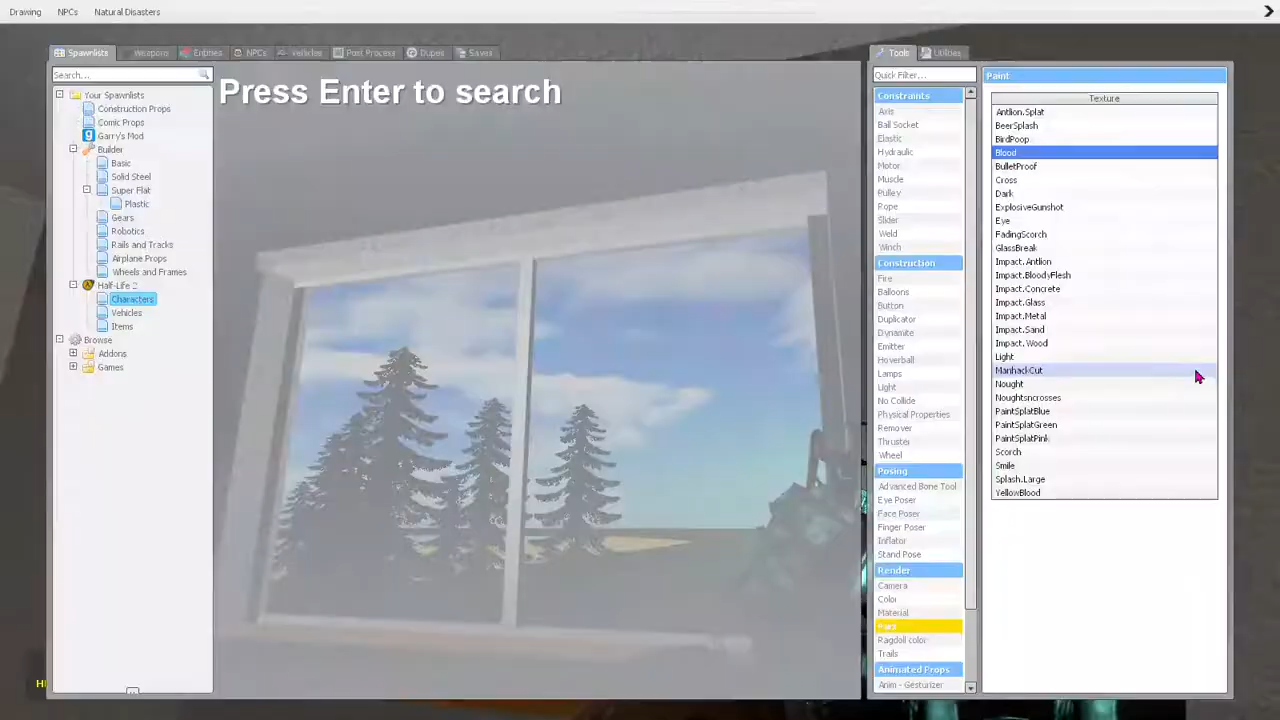 Drawing NPCs Natural Disasters
Spawnlists Weapons Entities NPCs Vehicles Post Process Dupes Saves
Search...
Press Enter to search
Your Spawnlists
Construction Props
Comic Props
Garry's Mod
Builder
Basic
Solid Steel
Super Flat
Plastic
Gears
Robotics
Rails and Tracks
Airplane Props
Wheels and Frames
Half-Life 2
Characters
Vehicles
Items
Browse
Addons
Games
Tools Utilities
Quick Filter...
Constraints
Axis
Ball Socket
Elastic
Hydraulic
Motor
Muscle
Pulley
Rope
Slider
Weld
Winch
Construction
Fire
Balloons
Button
Duplicator
Dynamite
Emitter
Hoverball
Lamps
Light
No Collide
Physical Properties
Remover
Thruster
Wheel
Posing
Advanced Bone Tool
Eye Poser
Face Poser
Finger Poser
Inflator
Stand Pose
Render
Camera
Color
Material
Paint
Ragdoll color
Trails
Animated Props
Anim - Gesturizer
Paint
Texture
Antlion.Splat
BeerSplash
BirdPoop
Blood
BulletProof
Cross
Dark
ExplosiveGunshot
Eye
FadingScorch
GlassBreak
Impact.Antlion
Impact.BloodyFlesh
Impact.Concrete
Impact.Glass
Impact.Metal
Impact.Sand
Impact.Wood
Light
ManhackCut
Nought
Noughtsncrosses
PaintSplatBlue
PaintSplatGreen
PaintSplatPink
Scorch
Smile
Splash.Large
YellowBlood